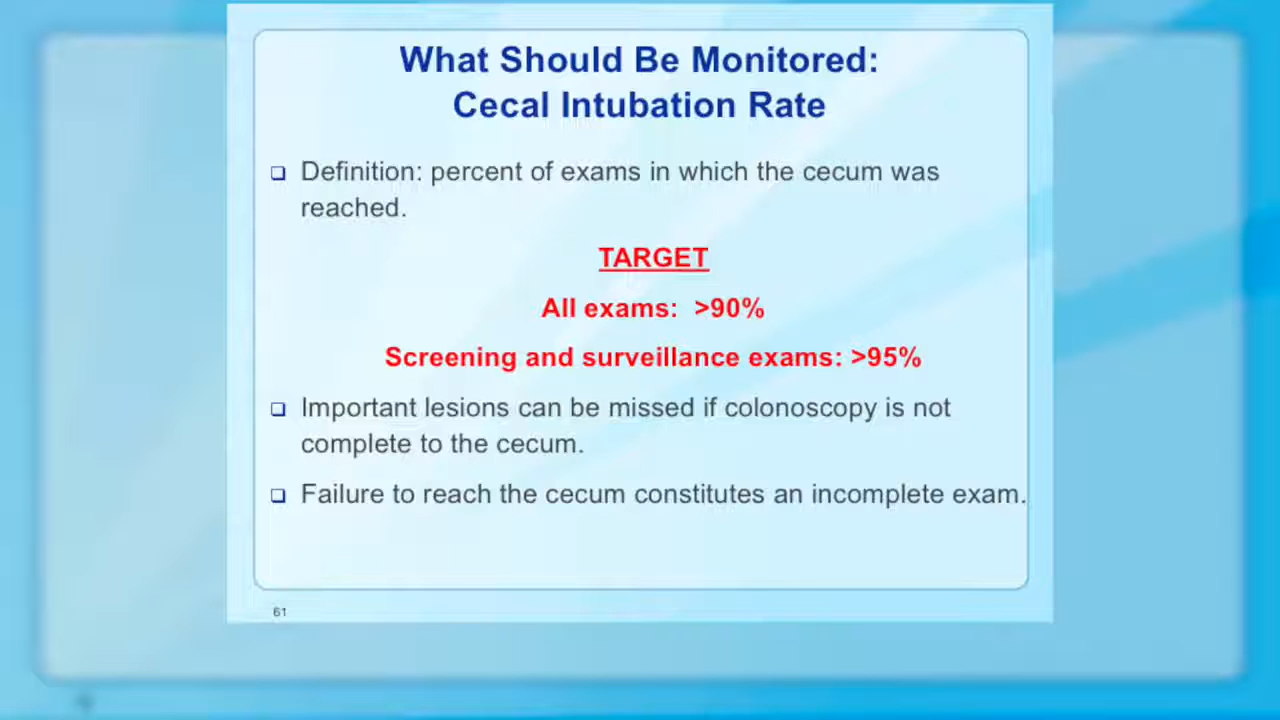 What Should Be Monitored:
Cecal Intubation Rate
❑ Definition: percent of exams in which the cecum was
reached.
TARGET
All exams: >90%
Screening and surveillance exams: >95%
❑ Important lesions can be missed if colonoscopy is not
complete to the cecum.
❑ Failure to reach the cecum constitutes an incomplete exam.
61